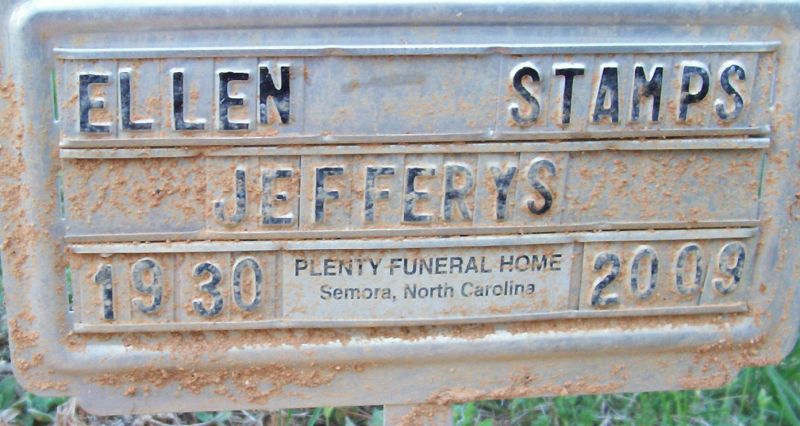 ELLEN STAMPS
JEFFERYS
1930 PLENTY FUNERAL HOME 2009
Semora, North Carolina